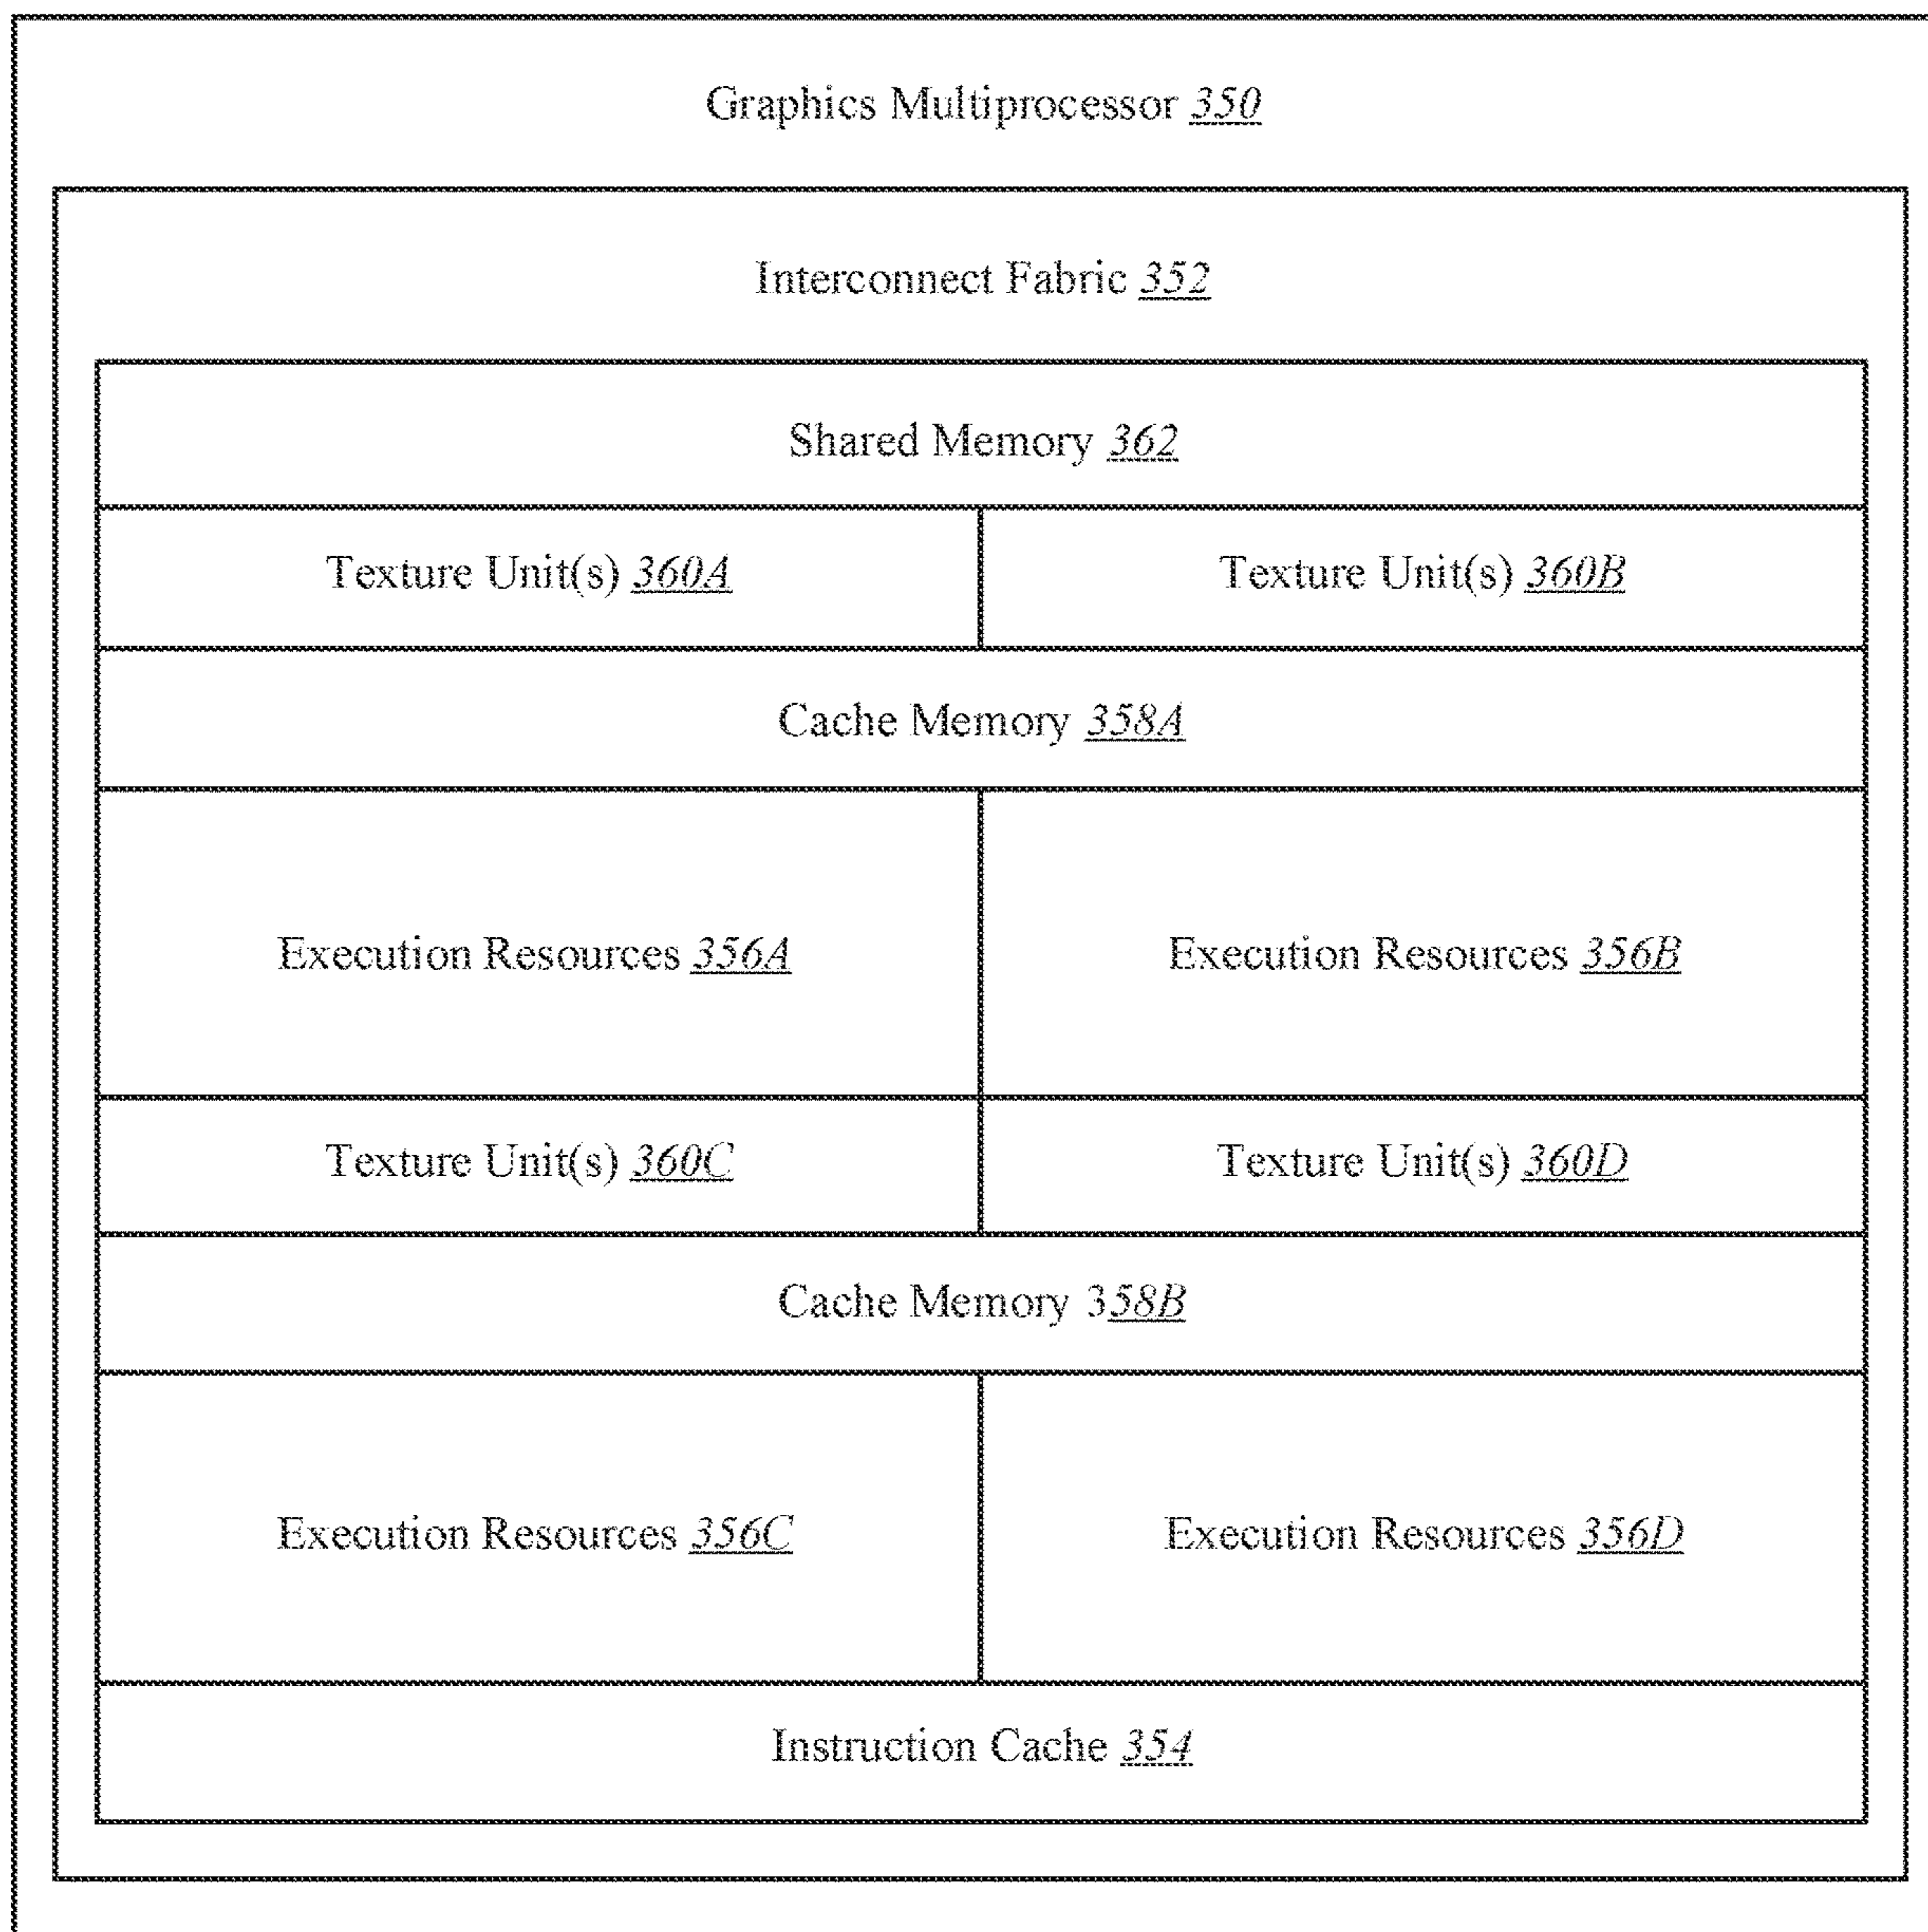 Graphics Multiprocessor 350
Interconnect Fabric 352
Shared Memory 362
Texture Unit(s) 360A
Texture Unit(s) 360B
Cache Memory 358A
Execution Resources 356A
Execution Resources 356B
Texture Unit(s) 360C
Texture Unit(s) 360D
Cache Memory 358B
Execution Resources 356C
Execution Resources 356D
Instruction Cache 354